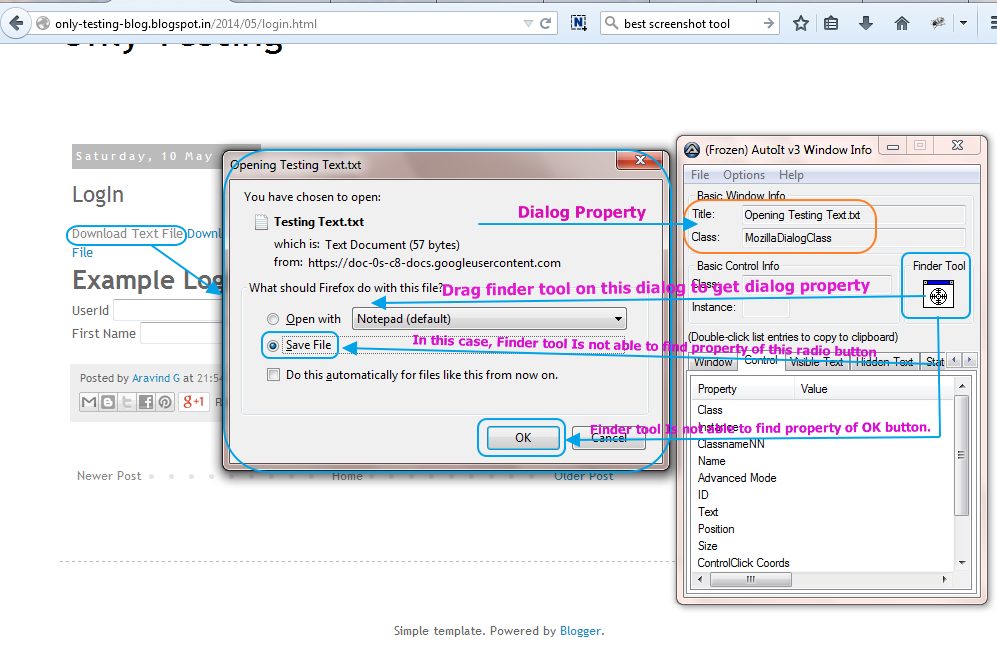 only-testing-blog.blogspot.in/2014/05/login.html
best screenshot tool
Only Testing
Saturday, 10 May
LogIn
Download Text File Downl
File
Example Log
UserId
First Name
Posted by Aravind G at 21:54
g+1
Newer Post
Home
Older Post
Simple template. Powered by Blogger.
Opening Testing Text.txt
You have chosen to open:
Testing Text.txt
which is: Text Document (57 bytes)
from: https://doc-0s-c8-docs.googleusercontent.com
What should Firefox do with this file?
Open with
Notepad (default)
Save File
Do this automatically for files like this from now on.
OK
Cancel
Dialog Property
Drag finder tool on this dialog to get dialog property
In this case, Finder tool Is not able to find property of this radio button
Finder tool Is not able to find property of OK button.
(Frozen) AutoIt v3 Window Info
File Options Help
Basic Window Info
Title: Opening Testing Text.txt
Class: MozillaDialogClass
Basic Control Info
Class:
Instance:
Finder Tool
(Double-click list entries to copy to clipboard)
Window Control Visible Text Hidden Text Stat
Property Value
Class
Instance
ClassnameNN
Name
Advanced Mode
ID
Text
Position
Size
ControlClick Coords